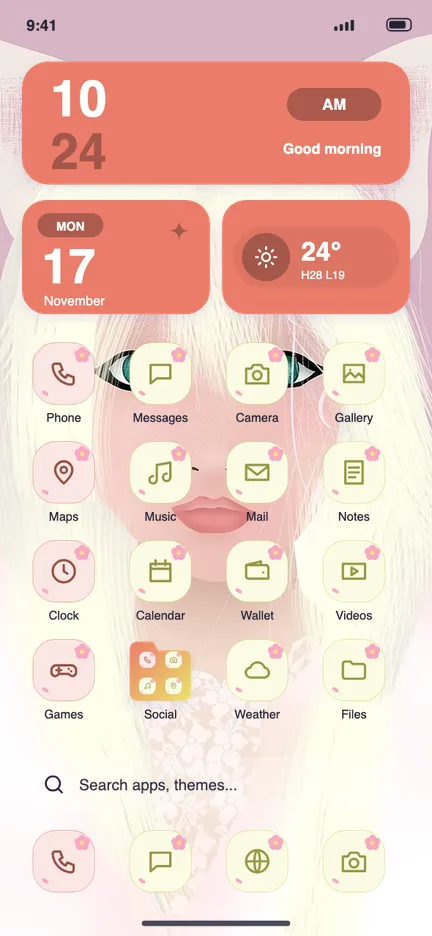 9:41
10
24
AM
Good morning
MON
17
November
24°
H28 L19
Phone
Messages
Camera
Gallery
Maps
Music
Mail
Notes
Clock
Calendar
Wallet
Videos
Games
Social
Weather
Files
Search apps, themes...